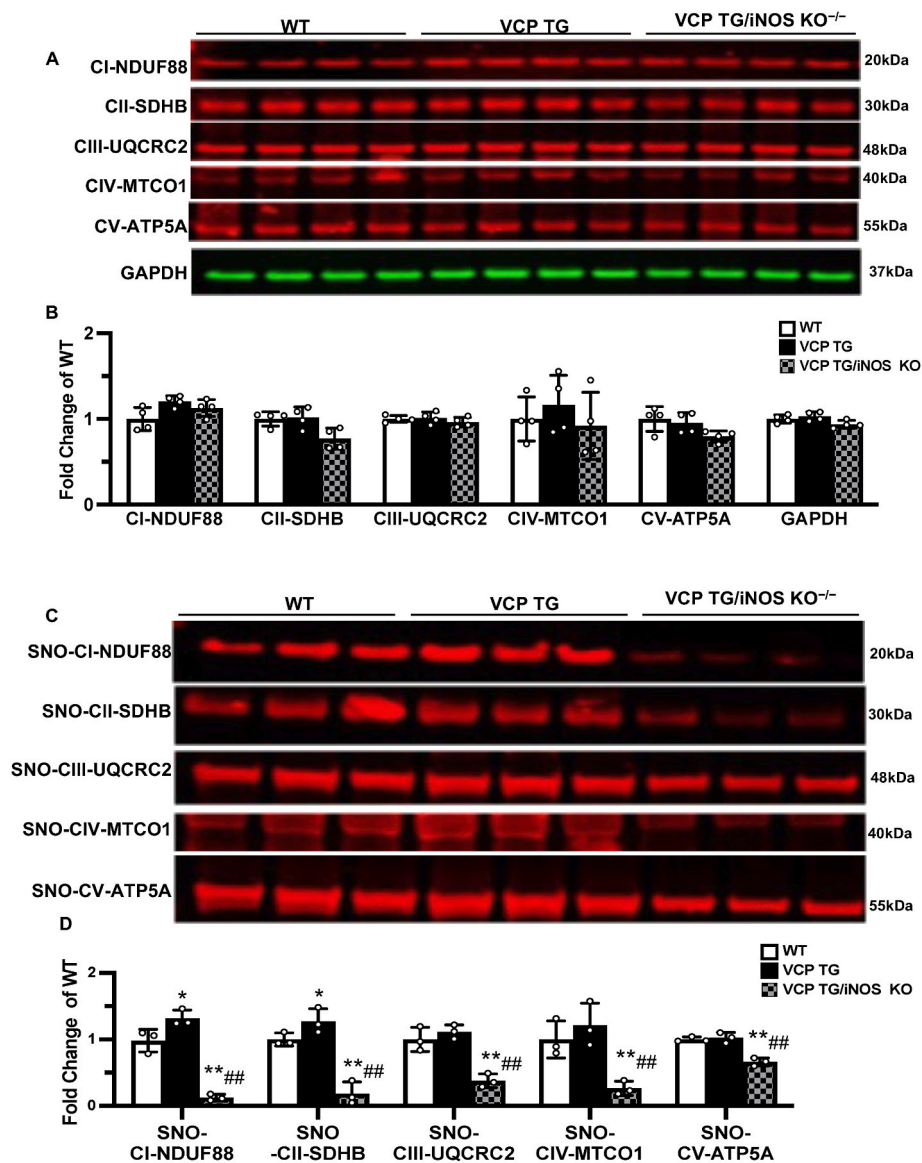 WT VCP TG VCP TG/iNOS KO⁻/⁻
A
CI-NDUF88 20kDa
CII-SDHB 30kDa
CIII-UQCRC2 48kDa
CIV-MTCO1 40kDa
CV-ATP5A 55kDa
GAPDH 37kDa
B
Fold Change of WT
2
1
0
WT
VCP TG
VCP TG/iNOS KO
CI-NDUF88 CII-SDHB CIII-UQCRC2 CIV-MTCO1 CV-ATP5A GAPDH
C
WT VCP TG VCP TG/iNOS KO⁻/⁻
SNO-CI-NDUF88 20kDa
SNO-CII-SDHB 30kDa
SNO-CIII-UQCRC2 48kDa
SNO-CIV-MTCO1 40kDa
SNO-CV-ATP5A 55kDa
D
Fold Change of WT
2
1
0
WT
VCP TG
VCP TG/iNOS KO
* **## * **## **## **## **##
SNO- SNO SNO- SNO- SNO-
CI-NDUF88 -CII-SDHB CIII-UQCRC2 CIV-MTCO1 CV-ATP5A